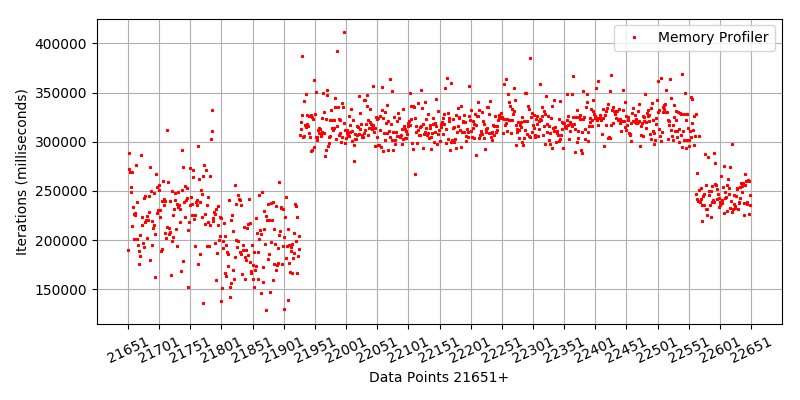 Memory Profiler
400000
350000
300000
250000
200000
150000
Iterations (milliseconds)
21651 21701 21751 21801 21851 21901 21951 22001 22051 22101 22151 22201 22251 22301 22351 22401 22451 22501 22551 22601 22651
Data Points 21651+